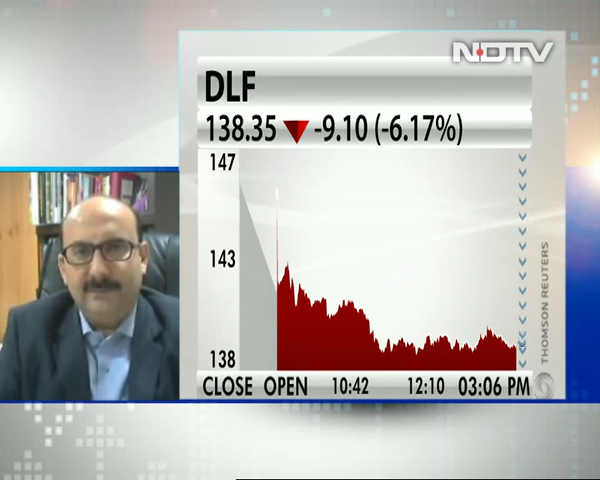 NDTV
DLF
138.35 -9.10 (-6.17%)
147
143
138
CLOSE OPEN 10:42 12:10 03:06 PM
THOMSON REUTERS